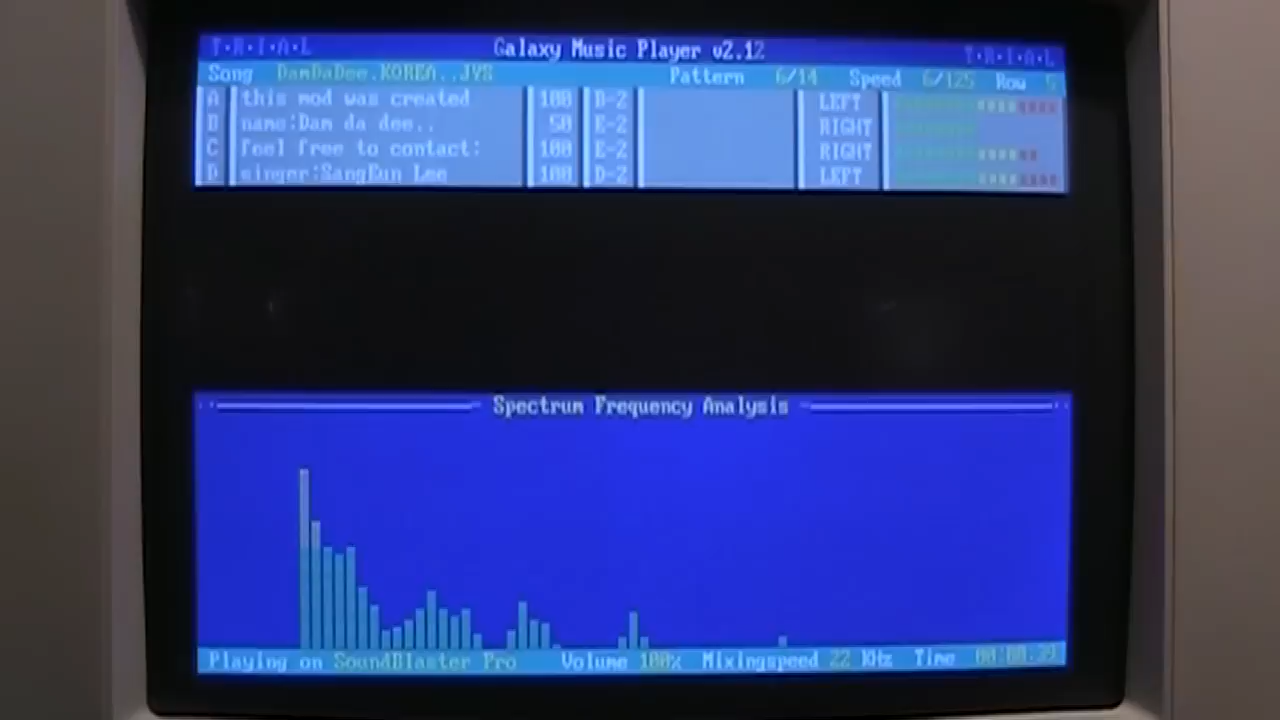 T·R·I·A·L Galaxy Music Player v2.12 T·R·I·A·L
Song DamDaDee.KOREA..JYS Pattern 6/14 Speed 6/125 Row 5
A this mod was created 100 D-2 LEFT
B name:Dam da dee.. 50 E-2 RIGHT
C Feel free to contact: 100 E-2 RIGHT
D singer:SangEun Lee 100 D-2 LEFT
Spectrum Frequency Analysis
Playing on SoundBlaster Pro Volume 100% Mixingspeed 22 KHz Time